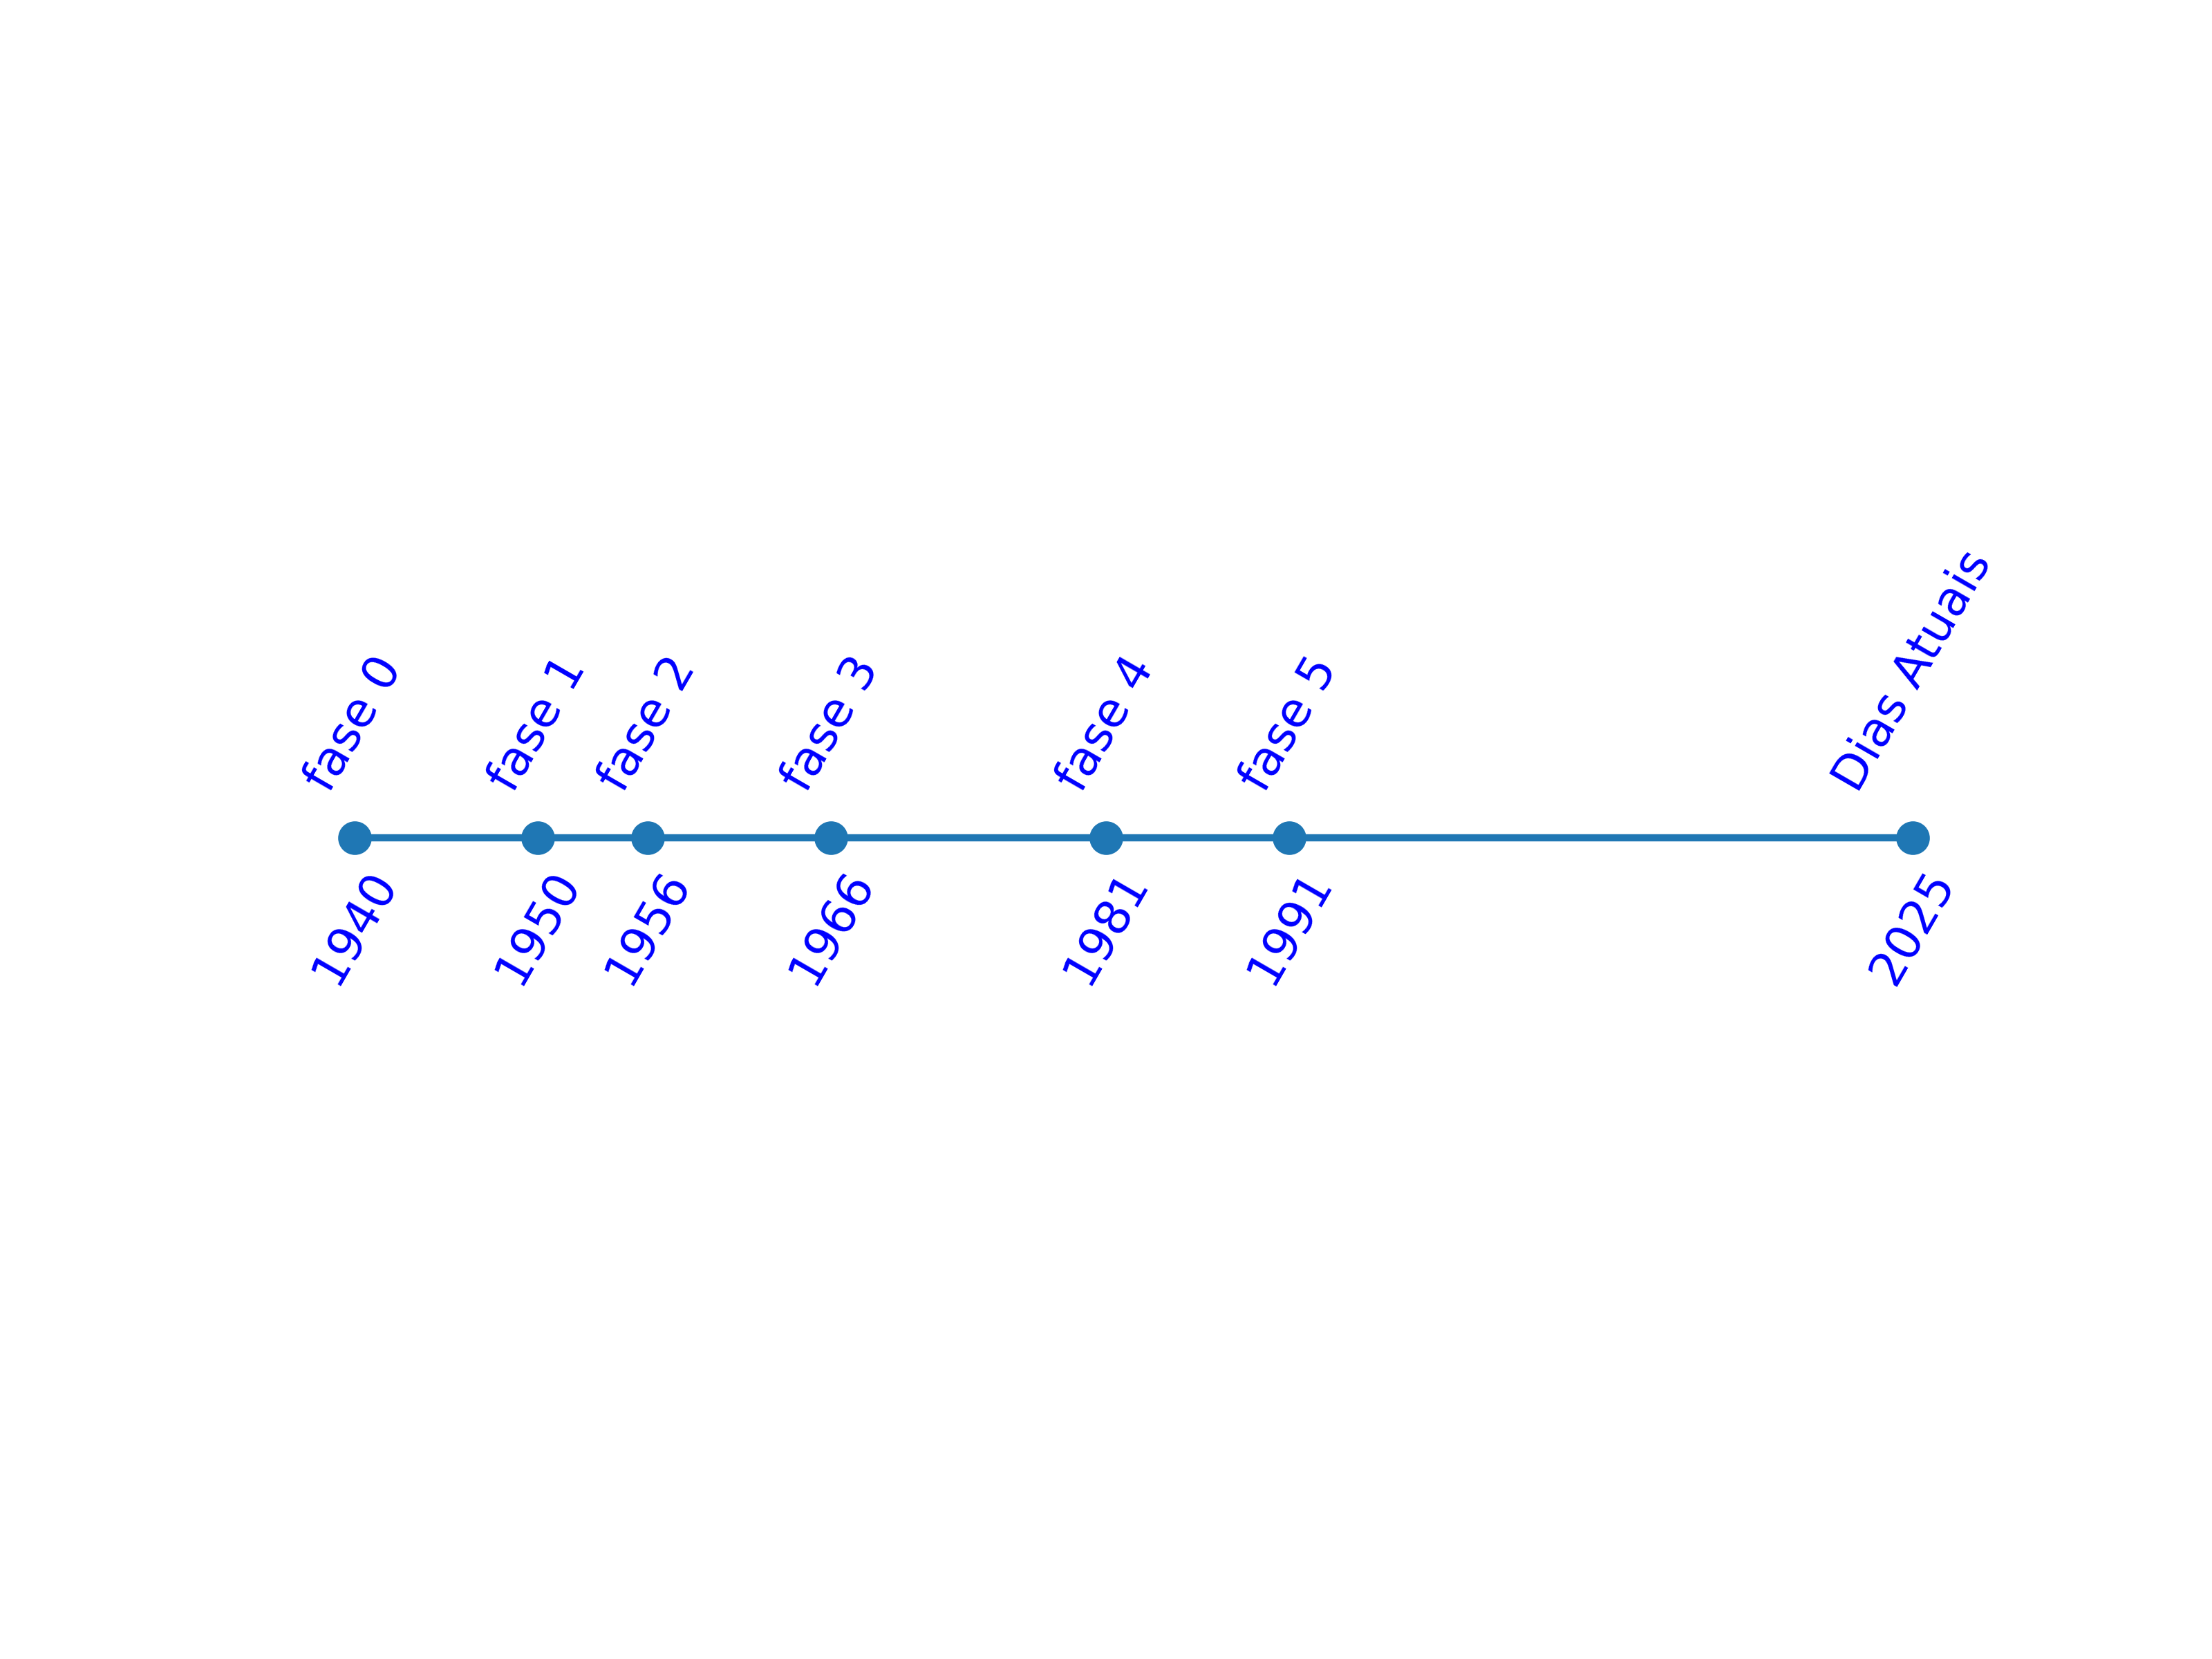 fase 0
fase 1
fase 2
fase 3
fase 4
fase 5
Dias Atuais
1940
1950
1956
1966
1981
1991
2025